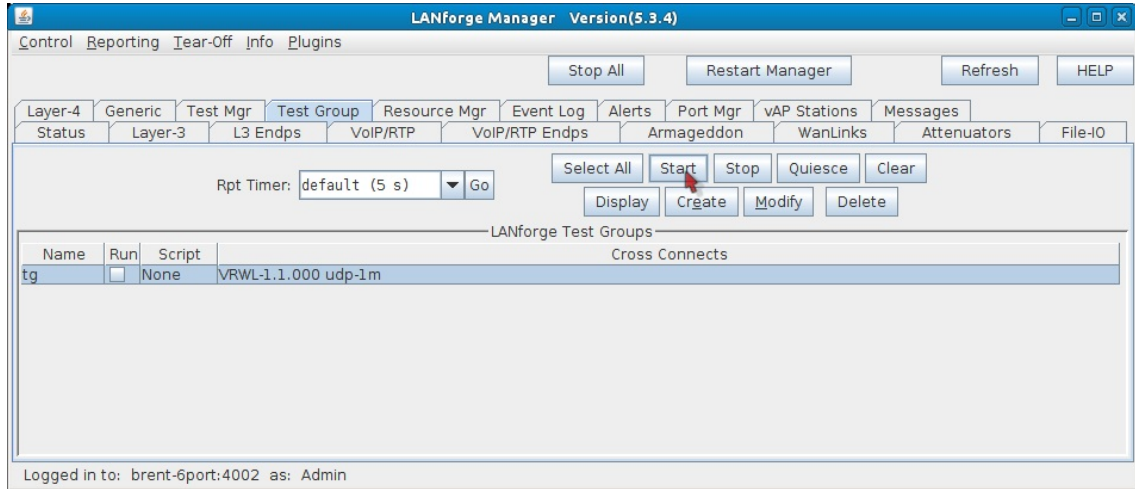 LANforge Manager Version(5.3.4)
Control Reporting Tear-Off Info Plugins
Stop All Restart Manager Refresh HELP
Layer-4 Generic Test Mgr Test Group Resource Mgr Event Log Alerts Port Mgr vAP Stations Messages
Status Layer-3 L3 Endps VoIP/RTP VoIP/RTP Endps Armageddon WanLinks Attenuators File-IO
Select All Start Stop Quiesce Clear
Rpt Timer: default (5 s) Go
Display Create Modify Delete
LANforge Test Groups
Name Run Script Cross Connects
tg None VRWL-1.1.000 udp-1m
Logged in to: brent-6port:4002 as: Admin